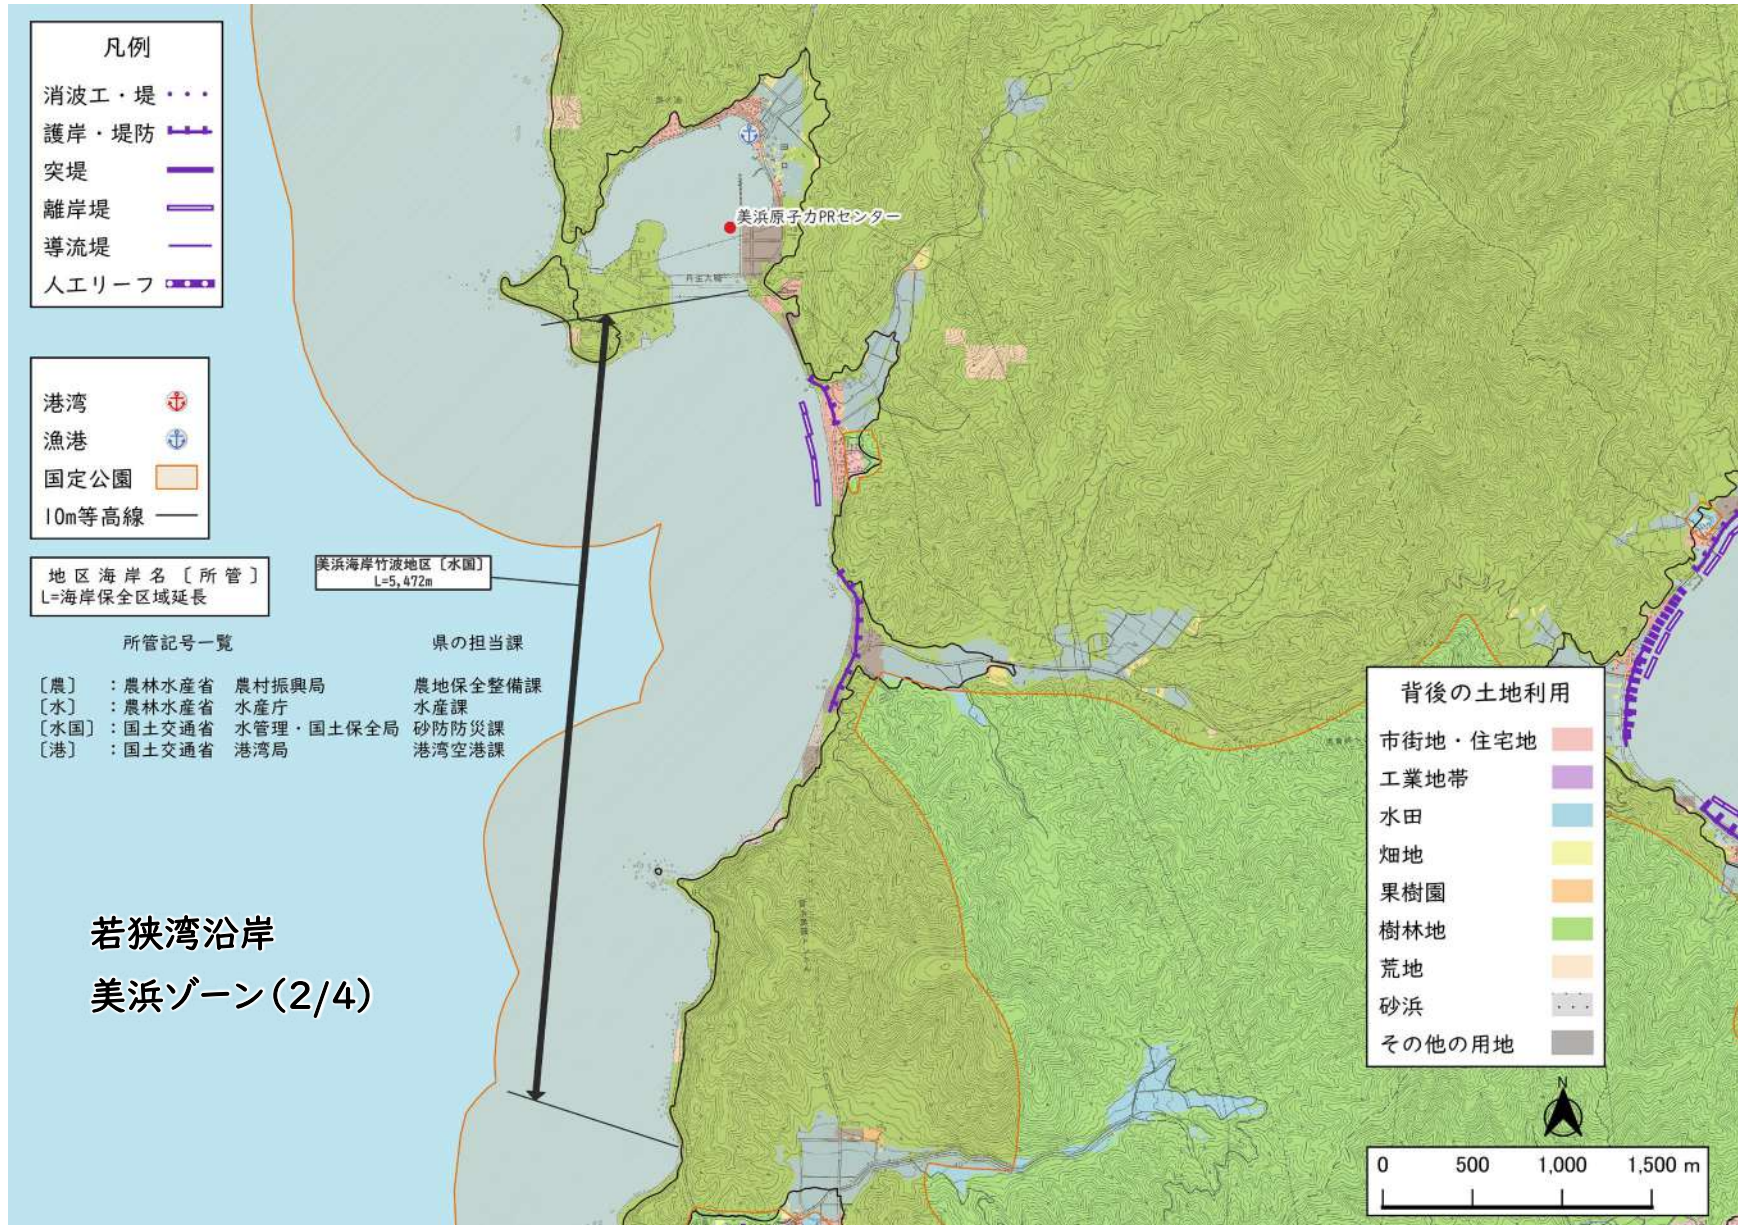 凡例
消波工・堤
護岸・堤防
突堤
離岸堤
導流堤
人工リーフ
港湾
漁港
国定公園
10m等高線
地区海岸名〔所管〕
L=海岸保全区域延長
所管記号一覧 県の担当課
〔農〕 :農林水産省 農村振興局 農地保全整備課
〔水〕 :農林水産省 水産庁 水産課
〔水国〕:国土交通省 水管理・国土保全局 砂防防災課
〔港〕 :国土交通省 港湾局 港湾空港課
美浜原子力PRセンター
丹生大橋
美浜海岸竹波地区〔水国〕
L=5,472m
若狭湾沿岸
美浜ゾーン(2/4)
背後の土地利用
市街地・住宅地
工業地帯
水田
畑地
果樹園
樹林地
荒地
砂浜
その他の用地
N
0 500 1,000 1,500 m